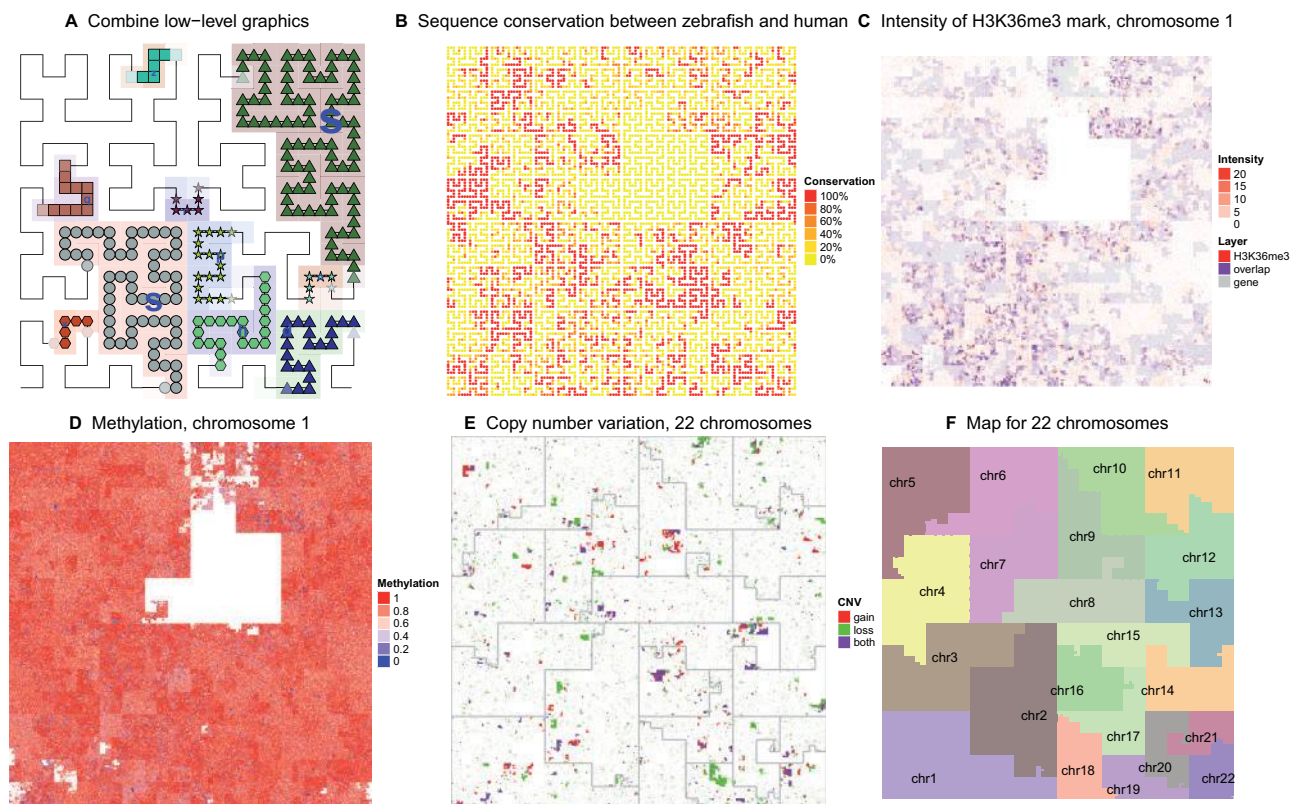 A Combine low−level graphics
B Sequence conservation between zebrafish and human
C Intensity of H3K36me3 mark, chromosome 1
S
S
Conservation
100%
80%
60%
40%
20%
0%
Intensity
20
15
10
5
0
Layer
H3K36me3
overlap
gene
D Methylation, chromosome 1
E Copy number variation, 22 chromosomes
F Map for 22 chromosomes
Methylation
1
0.8
0.6
0.4
0.2
0
CNV
gain
loss
both
chr5
chr6
chr10
chr11
chr9
chr12
chr7
chr4
chr8
chr13
chr15
chr3
chr16
chr14
chr2
chr17
chr21
chr1
chr18
chr20
chr22
chr19